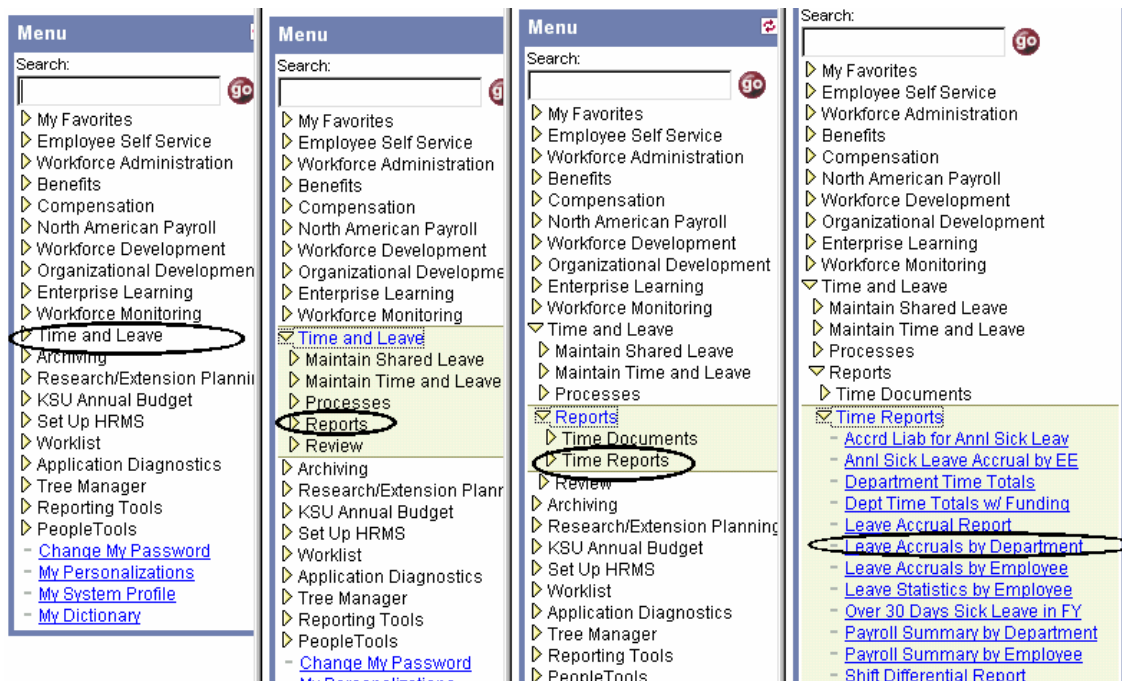 Menu
Search:
go
My Favorites
Employee Self Service
Workforce Administration
Benefits
Compensation
North American Payroll
Workforce Development
Organizational Developmen
Enterprise Learning
Workforce Monitoring
Time and Leave
Archiving
Research/Extension Planni
KSU Annual Budget
Set Up HRMS
Worklist
Application Diagnostics
Tree Manager
Reporting Tools
PeopleTools
Change My Password
My Personalizations
My System Profile
My Dictionary
Menu
Search:
My Favorites
Employee Self Service
Workforce Administration
Benefits
Compensation
North American Payroll
Workforce Development
Organizational Developme
Enterprise Learning
Workforce Monitoring
Time and Leave
Maintain Shared Leave
Maintain Time and Leave
Processes
Reports
Review
Archiving
Research/Extension Plann
KSU Annual Budget
Set Up HRMS
Worklist
Application Diagnostics
Tree Manager
Reporting Tools
PeopleTools
Change My Password
My Personalizations
Menu
Search:
go
My Favorites
Employee Self Service
Workforce Administration
Benefits
Compensation
North American Payroll
Workforce Development
Organizational Development
Enterprise Learning
Workforce Monitoring
Time and Leave
Maintain Shared Leave
Maintain Time and Leave
Processes
Reports
Time Documents
Time Reports
Review
Archiving
Research/Extension Planning
KSU Annual Budget
Set Up HRMS
Worklist
Application Diagnostics
Tree Manager
Reporting Tools
PeopleTools
Search:
go
My Favorites
Employee Self Service
Workforce Administration
Benefits
Compensation
North American Payroll
Workforce Development
Organizational Development
Enterprise Learning
Workforce Monitoring
Time and Leave
Maintain Shared Leave
Maintain Time and Leave
Processes
Reports
Time Documents
Time Reports
Accrd Liab for Annl Sick Leav
Annl Sick Leave Accrual by EE
Department Time Totals
Dept Time Totals w/ Funding
Leave Accrual Report
Leave Accruals by Department
Leave Accruals by Employee
Leave Statistics by Employee
Over 30 Days Sick Leave in FY
Payroll Summary by Department
Payroll Summary by Employee
Shift Differential Report